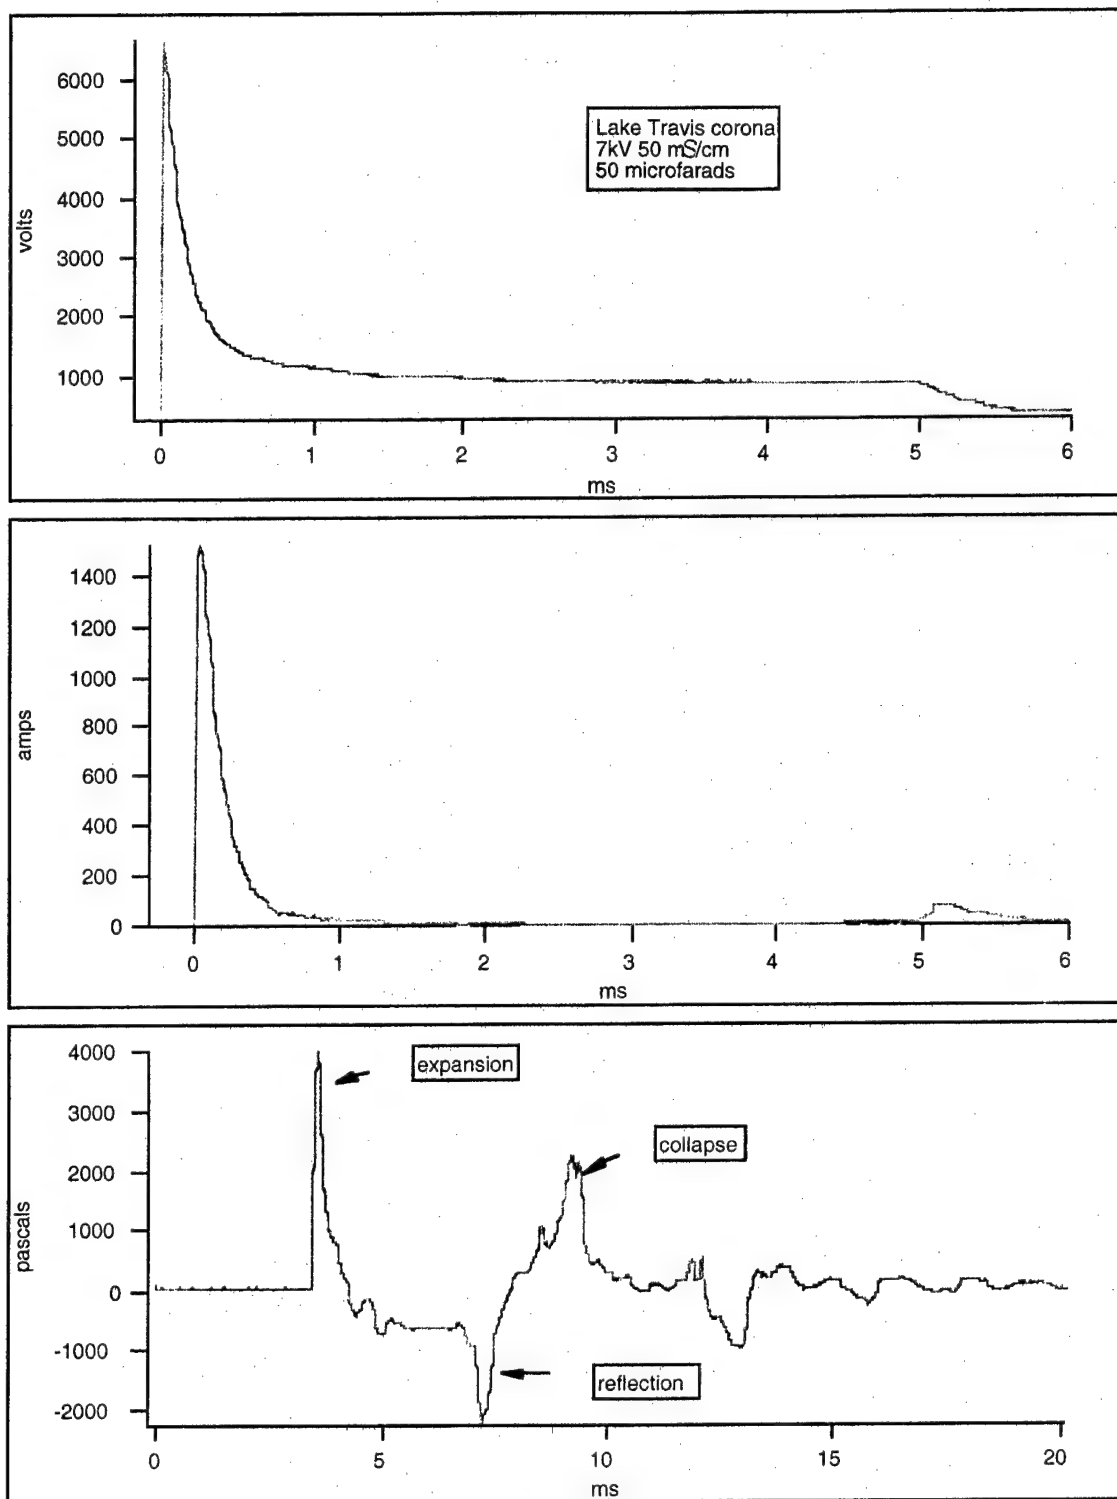 6000
5000
4000
3000
2000
1000
volts
Lake Travis corona
7kV 50 mS/cm
50 microfarads
0 1 2 3 4 5 6
ms
1400
1200
1000
800
600
400
200
0
amps
0 1 2 3 4 5 6
ms
4000
3000
2000
1000
0
-1000
-2000
pascals
expansion
collapse
reflection
0 5 10 15 20
ms